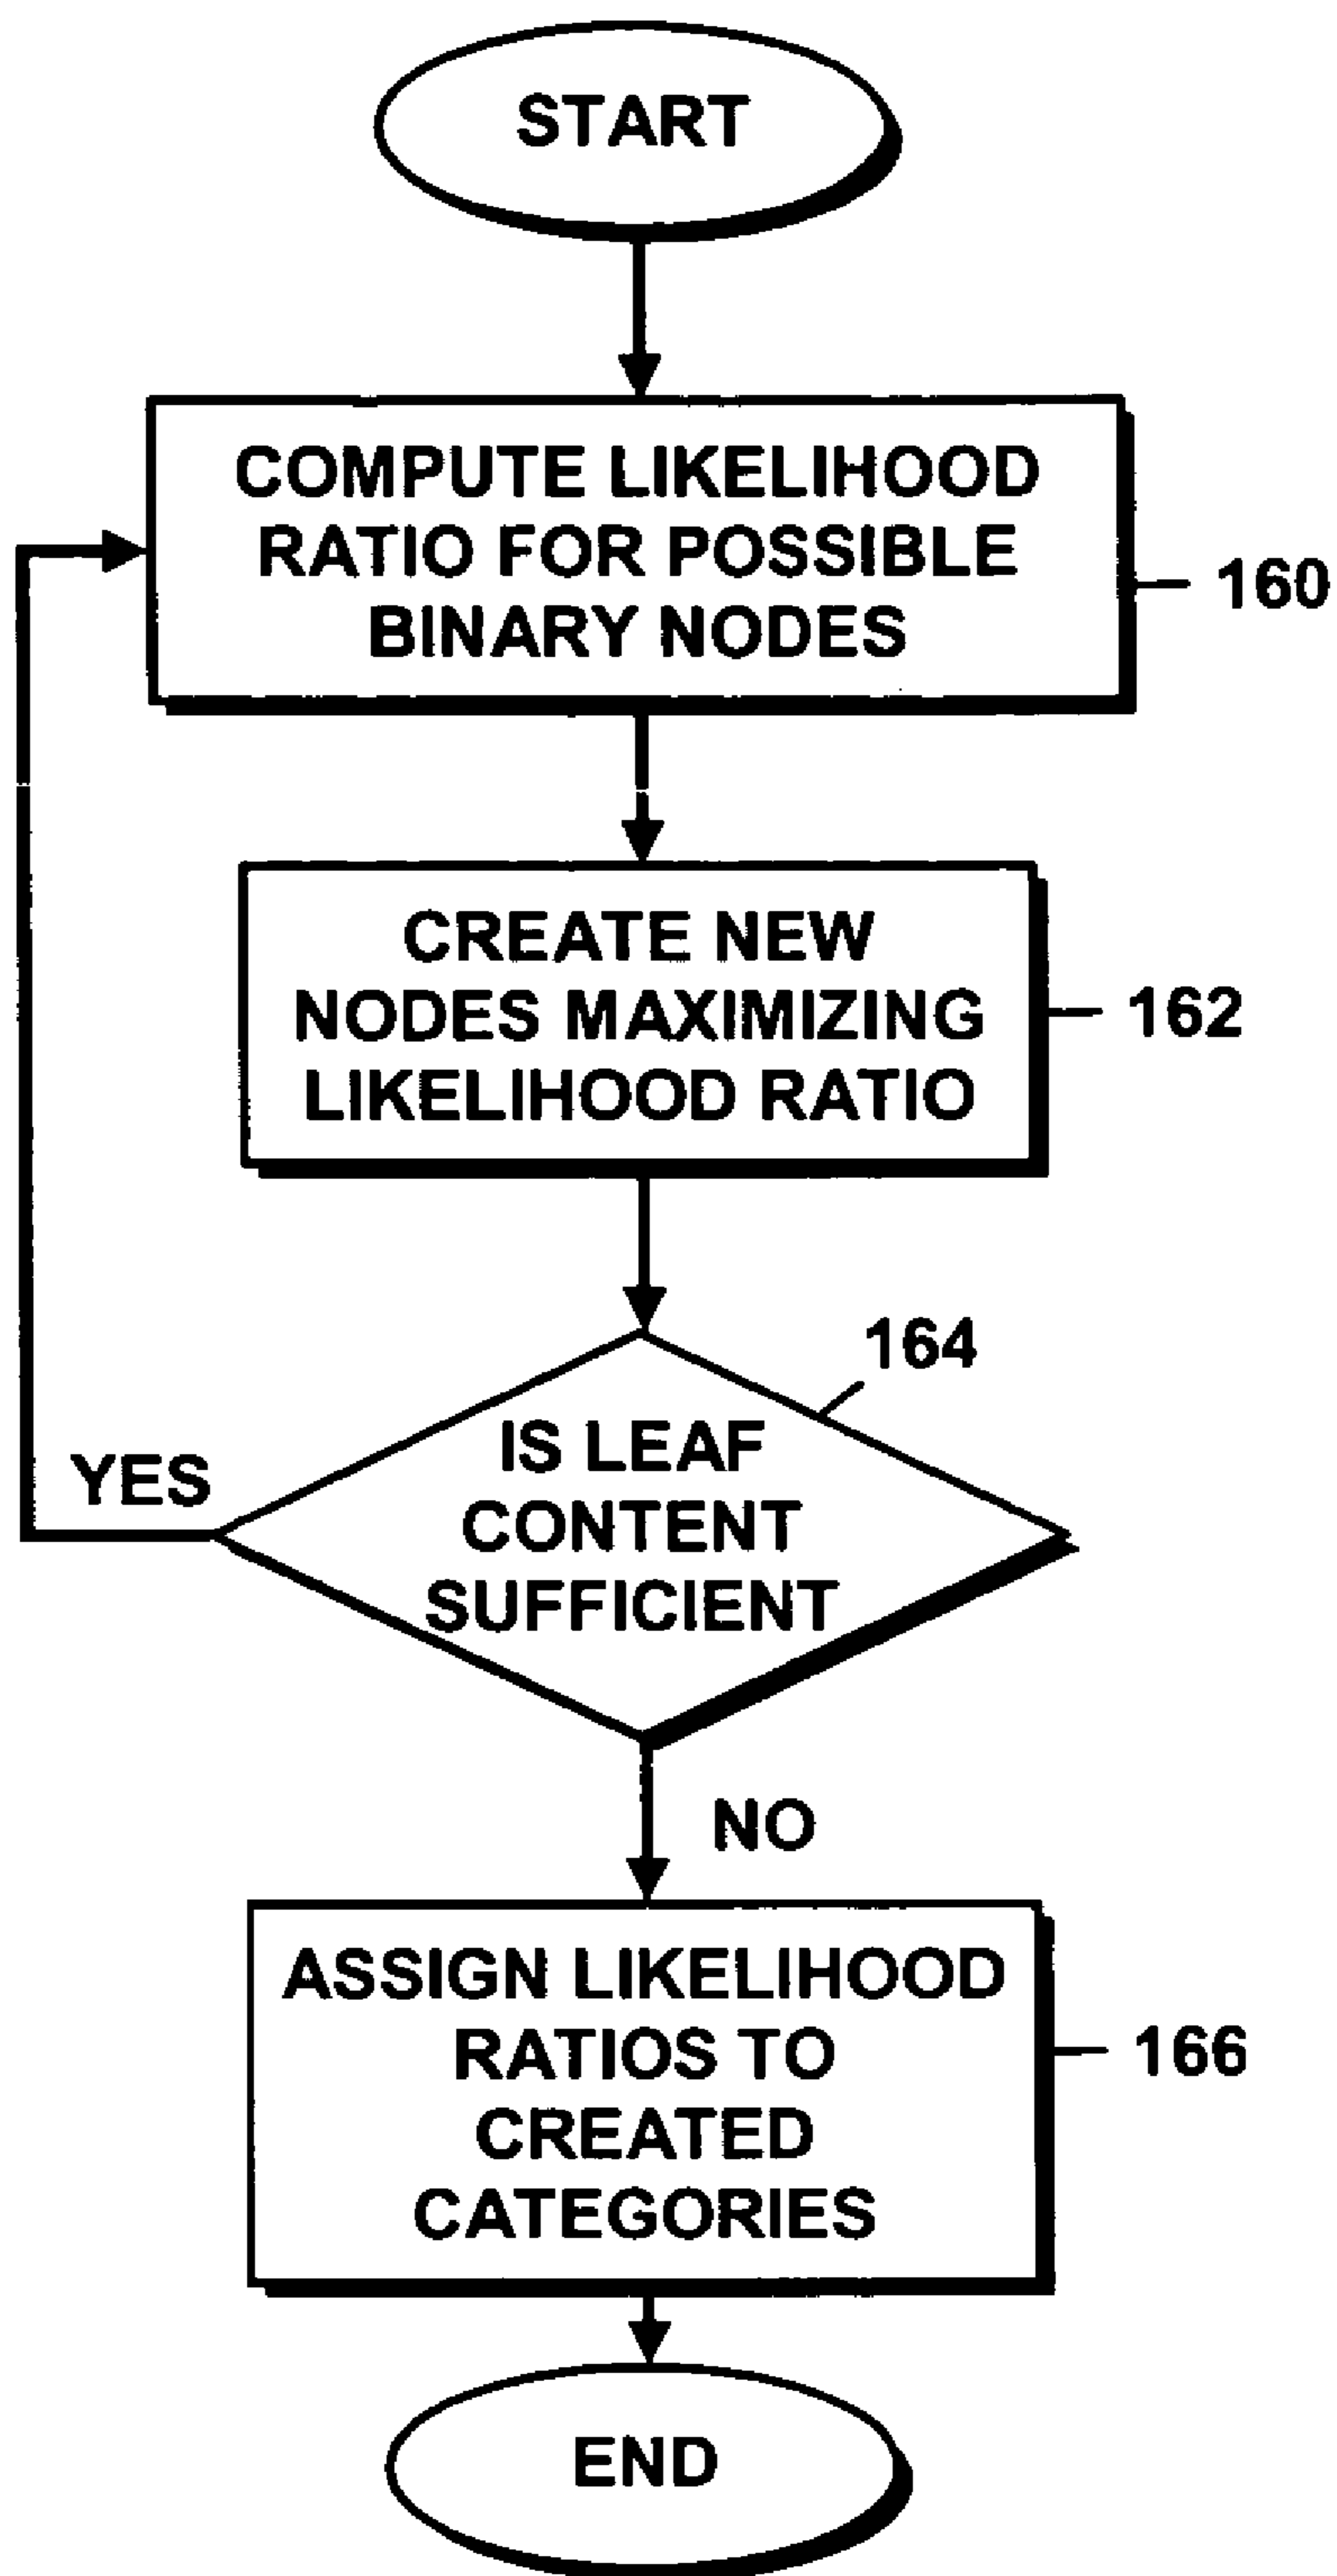 START
COMPUTE LIKELIHOOD
RATIO FOR POSSIBLE
BINARY NODES
160
CREATE NEW
NODES MAXIMIZING
LIKELIHOOD RATIO
162
164
IS LEAF
CONTENT
SUFFICIENT
YES
NO
ASSIGN LIKELIHOOD
RATIOS TO
CREATED
CATEGORIES
166
END